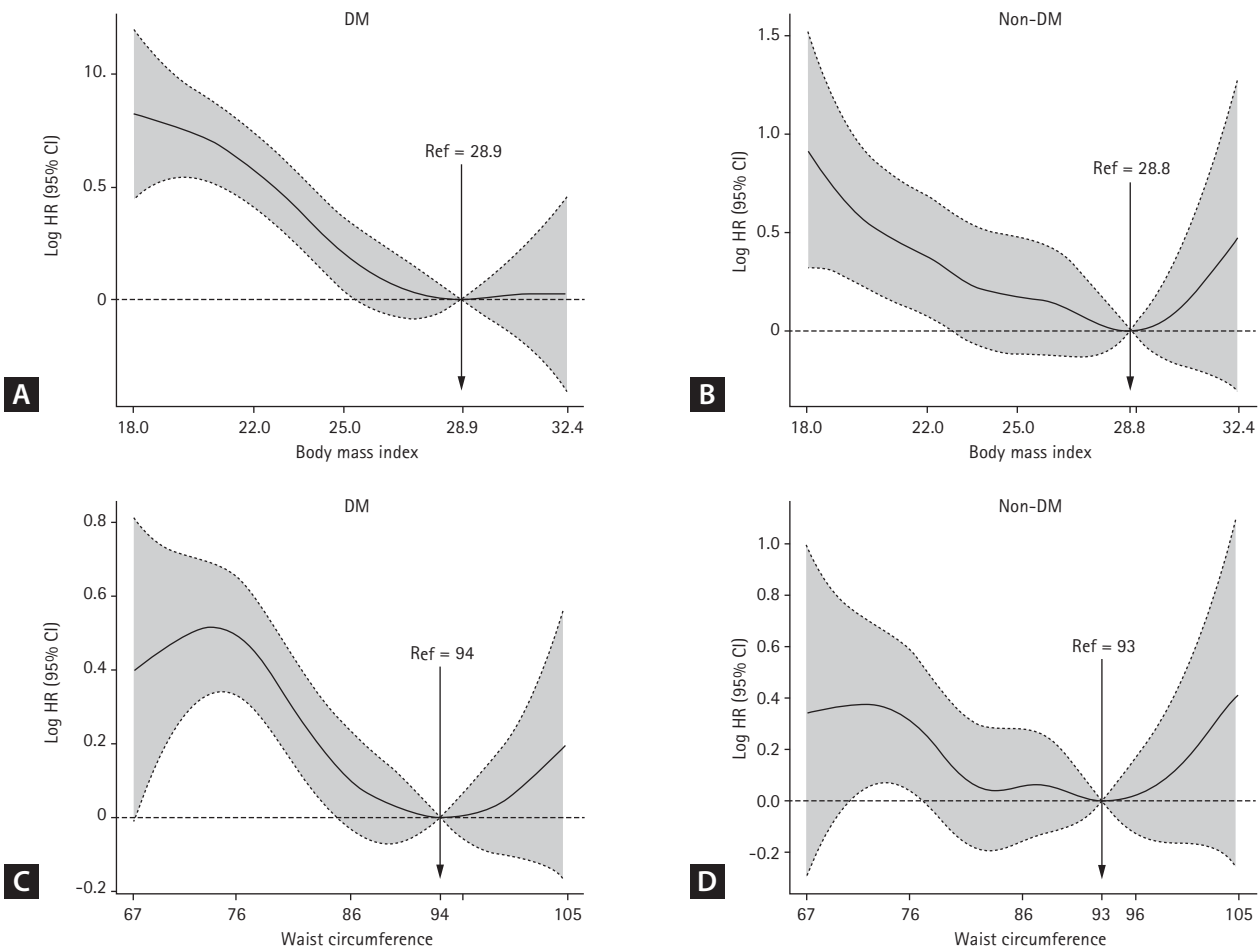 DM
10.
0.5
0
Log HR (95% CI)
Ref = 28.9
18.0 22.0 25.0 28.9 32.4
Body mass index
A
Non-DM
1.5
1.0
0.5
0
Log HR (95% CI)
Ref = 28.8
18.0 22.0 25.0 28.8 32.4
Body mass index
B
DM
0.8
0.6
0.4
0.2
0
-0.2
Log HR (95% CI)
Ref = 94
67 76 86 94 105
Waist circumference
C
Non-DM
1.0
0.8
0.6
0.4
0.2
0.0
-0.2
Log HR (95% CI)
Ref = 93
67 76 86 93 96 105
Waist circumference
D